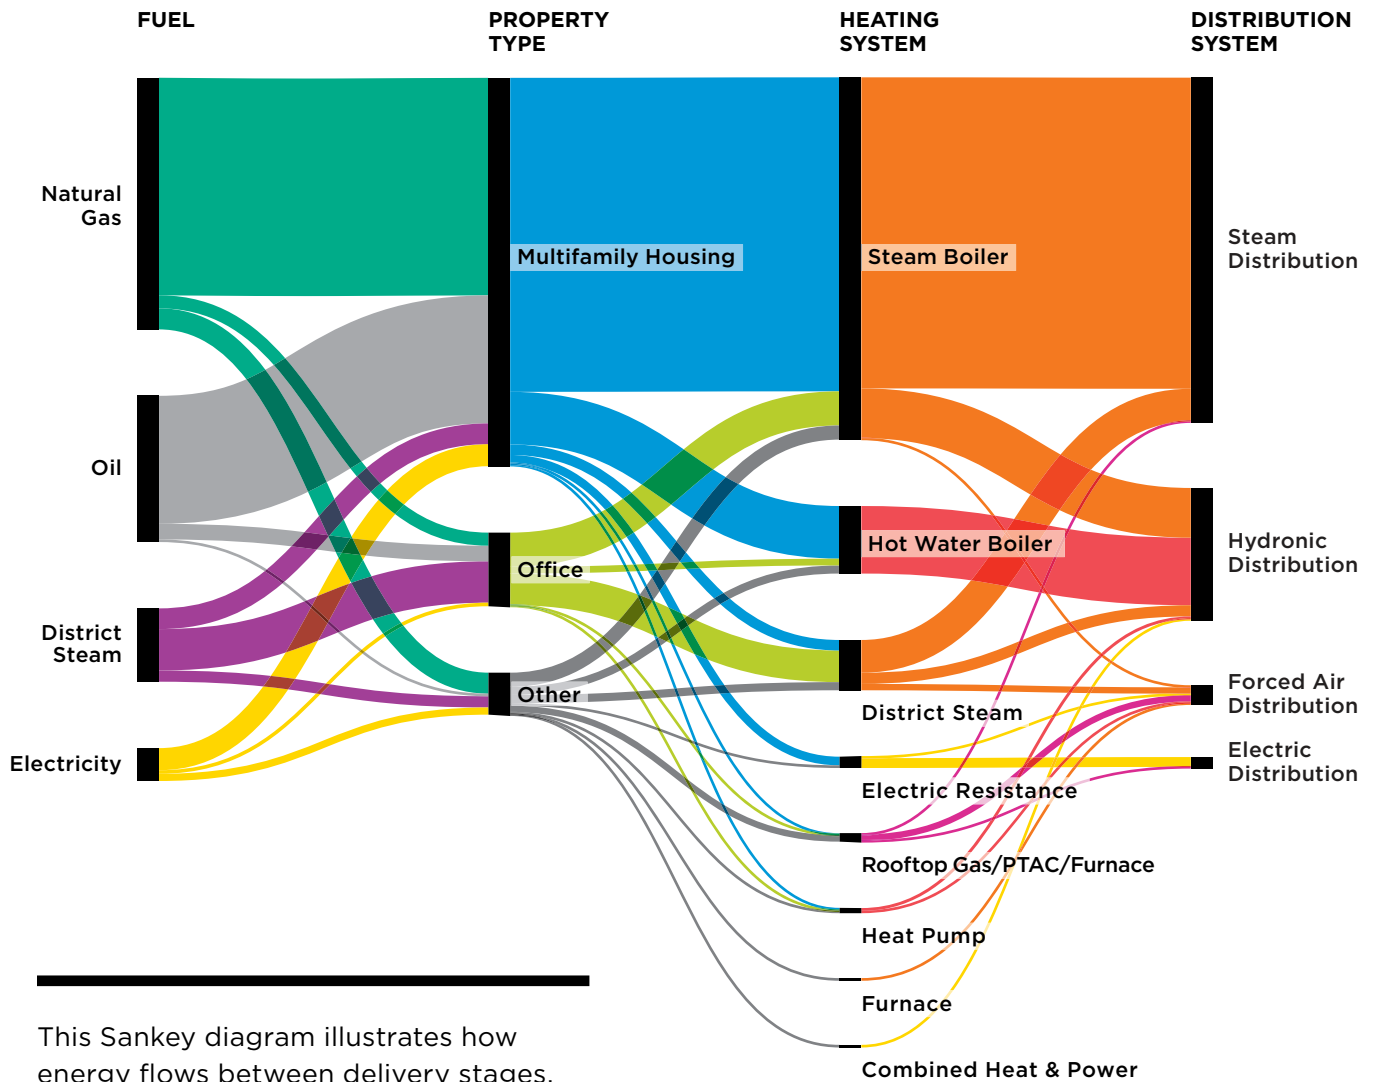 FUEL
PROPERTY
TYPE
HEATING
SYSTEM
DISTRIBUTION
SYSTEM
Natural
Gas
Oil
District
Steam
Electricity
Multifamily Housing
Office
Other
Steam Boiler
Hot Water Boiler
District Steam
Electric Resistance
Rooftop Gas/PTAC/Furnace
Heat Pump
Furnace
Combined Heat & Power
Steam
Distribution
Hydronic
Distribution
Forced Air
Distribution
Electric
Distribution
This Sankey diagram illustrates how
energy flows between delivery stages,